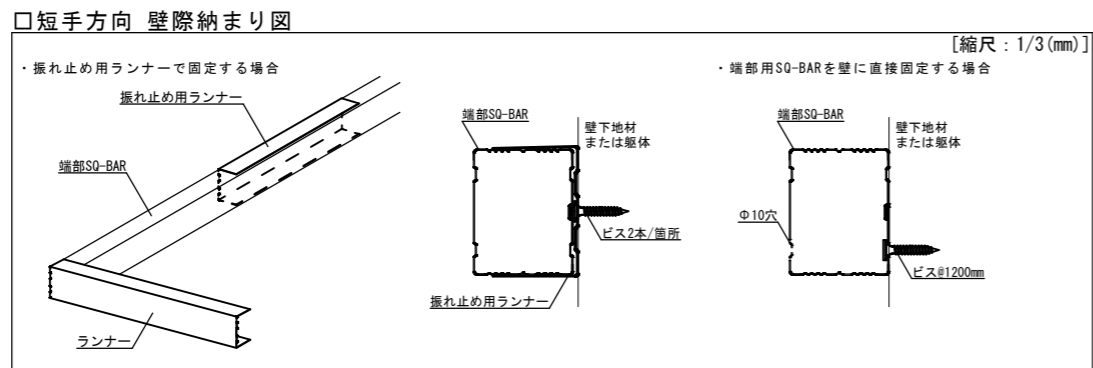 □短手方向 壁際納まり図
[縮尺：1/3(mm)]
・振れ止め用ランナーで固定する場合
振れ止め用ランナー
端部SQ-BAR
ランナー
端部SQ-BAR
壁下地材
または躯体
ビス2本/箇所
振れ止め用ランナー
・端部用SQ-BARを壁に直接固定する場合
端部SQ-BAR
壁下地材
または躯体
Φ10穴
ビス@1200mm